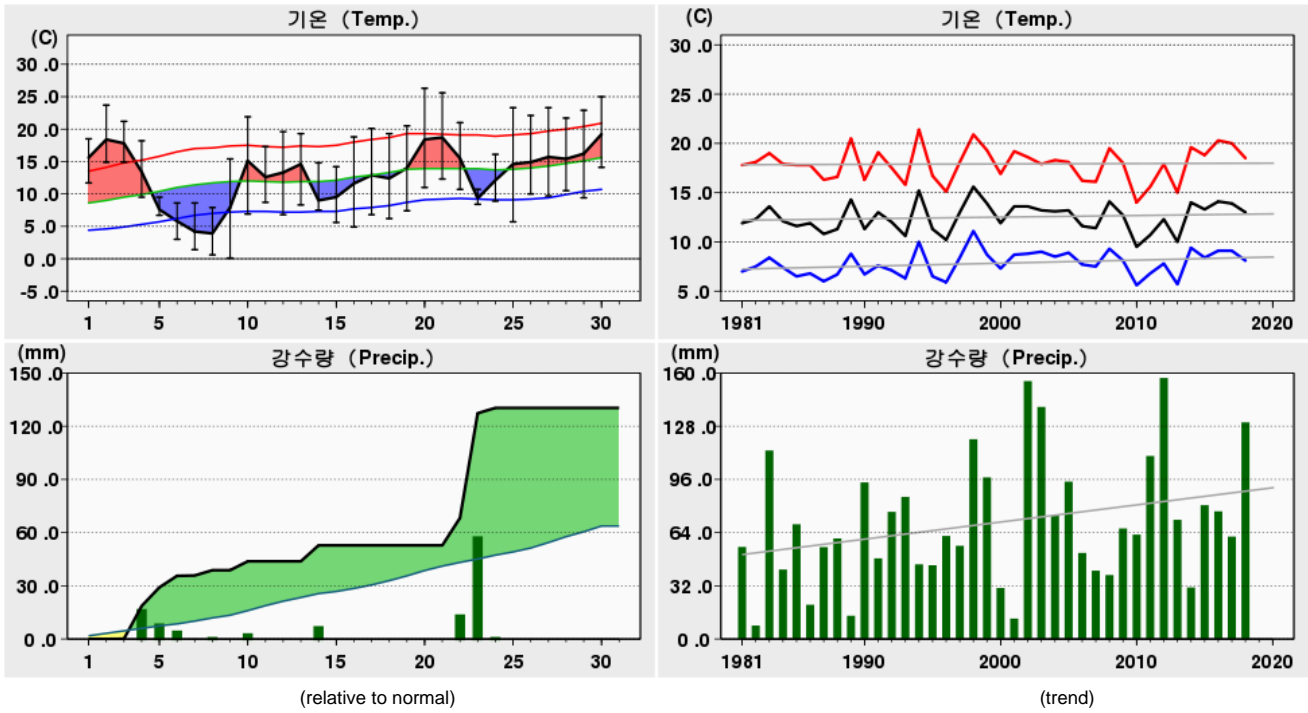 기온 (Temp.)
(C)
30 .0
25 .0
20 .0
15 .0
10 .0
5 .0
0 .0
-5 .0
1 5 10 15 20 25 30
기온 (Temp.)
(C)
30 .0
25 .0
20 .0
15 .0
10 .0
5 .0
1981 1990 2000 2010 2020
강수량 (Precip.)
(mm)
150 .0
120 .0
90 .0
60 .0
30 .0
0 .0
1 5 10 15 20 25 30
(relative to normal)
강수량 (Precip.)
(mm)
160 .0
128 .0
96 .0
64 .0
32 .0
0 .0
1981 1990 2000 2010 2020
(trend)